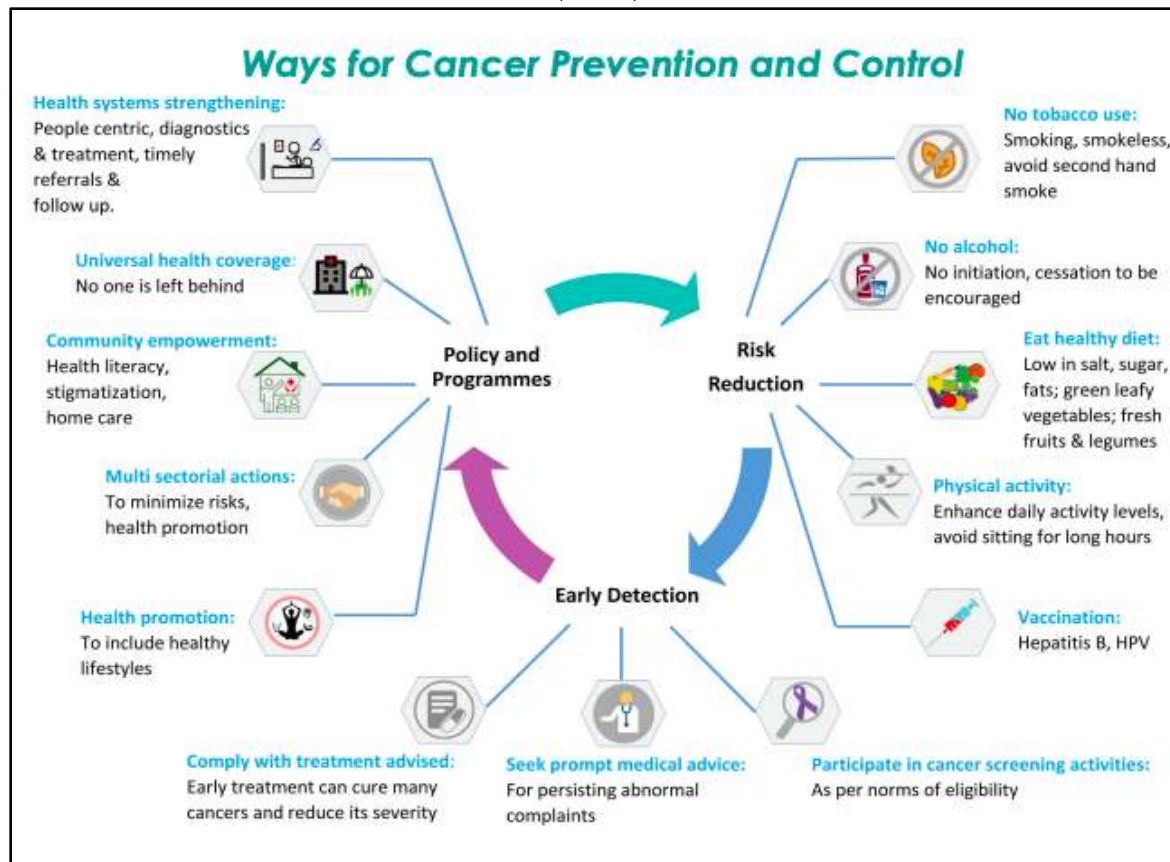 Ways for Cancer Prevention and Control
Health systems strengthening:
People centric, diagnostics
& treatment, timely
referrals &
follow up.
Universal health coverage:
No one is left behind
Community empowerment:
Health literacy,
stigmatization,
home care
Multi sectorial actions:
To minimize risks,
health promotion
Health promotion:
To include healthy
lifestyles
Policy and
Programmes
Risk
Reduction
No tobacco use:
Smoking, smokeless,
avoid second hand
smoke
No alcohol:
No initiation, cessation to be
encouraged
Eat healthy diet:
Low in salt, sugar,
fats; green leafy
vegetables; fresh
fruits & legumes
Physical activity:
Enhance daily activity levels,
avoid sitting for long hours
Vaccination:
Hepatitis B, HPV
Early Detection
Comply with treatment advised:
Early treatment can cure many
cancers and reduce its severity
Seek prompt medical advice:
For persisting abnormal
complaints
Participate in cancer screening activities:
As per norms of eligibility